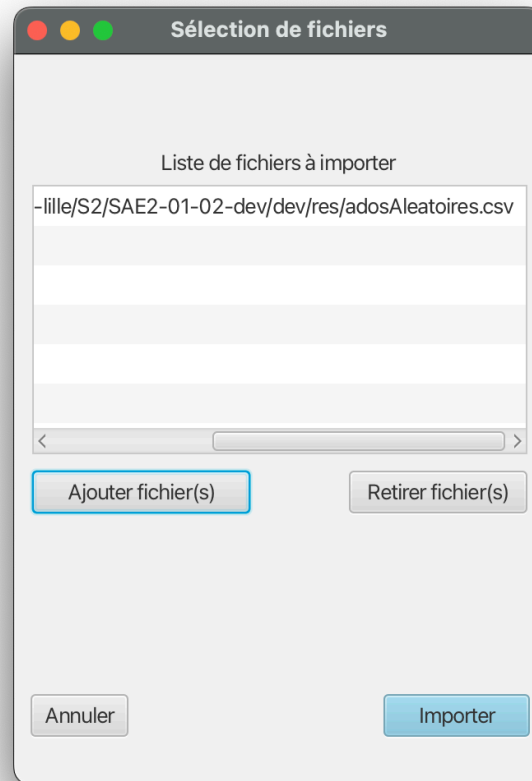 Sélection de fichiers
Liste de fichiers à importer
-lille/S2/SAE2-01-02-dev/dev/res/adosAleatoires.csv
Ajouter fichier(s)
Retirer fichier(s)
Annuler
Importer